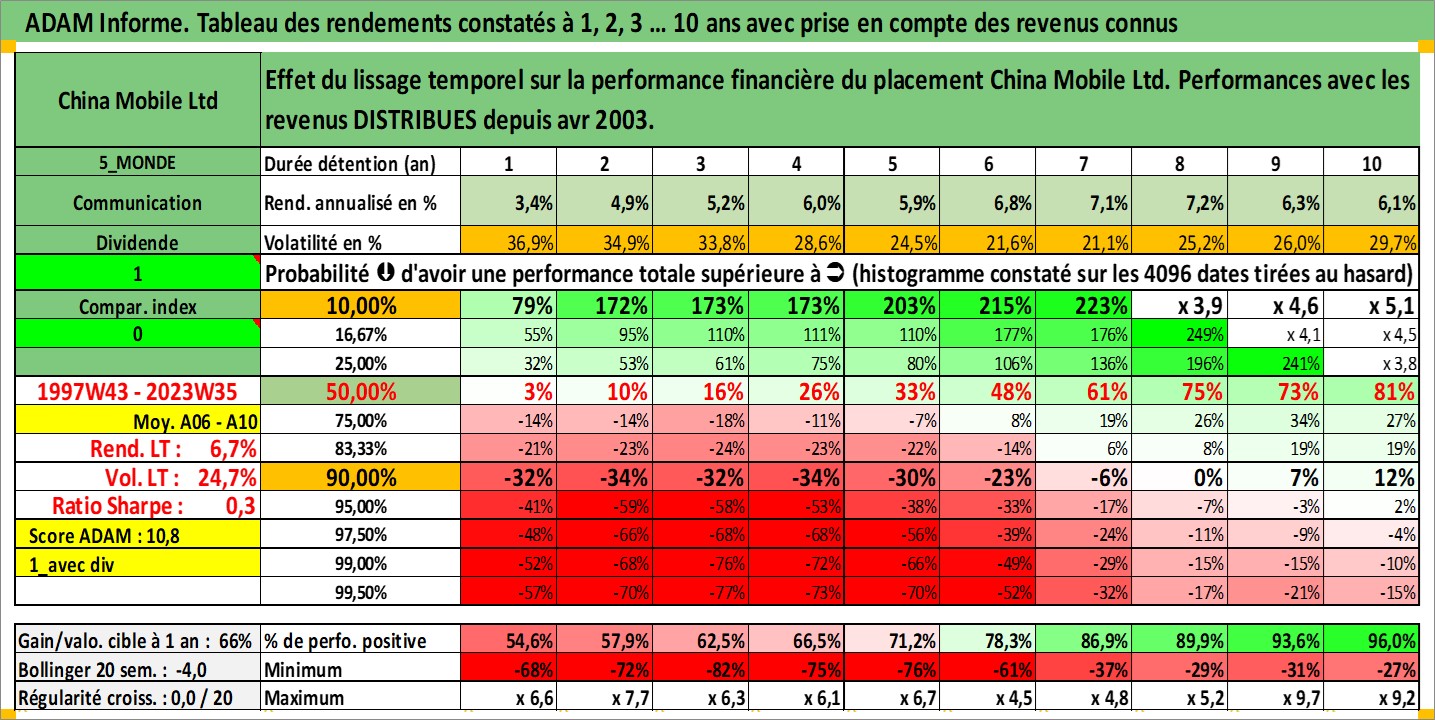 ADAM Informe. Tableau des rendements constatés à 1, 2, 3 ... 10 ans avec prise en compte des revenus connus
China Mobile Ltd
Effet du lissage temporel sur la performance financière du placement China Mobile Ltd. Performances avec les
revenus DISTRIBUES depuis avr 2003.
5_MONDE Durée détention (an) 1 2 3 4 5 6 7 8 9 10
Communication Rend. annualisé en % 3,4% 4,9% 5,2% 6,0% 5,9% 6,8% 7,1% 7,2% 6,3% 6,1%
Dividende Volatilité en % 36,9% 34,9% 33,8% 28,6% 24,5% 21,6% 21,1% 25,2% 26,0% 29,7%
1 Probabilité d'avoir une performance totale supérieure à (histogramme constaté sur les 4096 dates tirées au hasard)
Compar. index 10,00% 79% 172% 173% 173% 203% 215% 223% x 3,9 x 4,6 x 5,1
0 16,67% 55% 95% 110% 111% 110% 177% 176% 249% x 4,1 x 4,5
25,00% 32% 53% 61% 75% 80% 106% 136% 196% 241% x 3,8
1997W43 - 2023W35 50,00% 3% 10% 16% 26% 33% 48% 61% 75% 73% 81%
Moy. A06 - A10 75,00% -14% -14% -18% -11% -7% 8% 19% 26% 34% 27%
Rend. LT : 6,7% 83,33% -21% -23% -24% -23% -22% -14% 6% 8% 19% 19%
Vol. LT : 24,7% 90,00% -32% -34% -32% -34% -30% -23% -6% 0% 7% 12%
Ratio Sharpe : 0,3 95,00% -41% -59% -58% -53% -38% -33% -17% -7% -3% 2%
Score ADAM : 10,8 97,50% -48% -66% -68% -68% -56% -39% -24% -11% -9% -4%
1_avec div 99,00% -52% -68% -76% -72% -66% -49% -29% -15% -15% -10%
99,50% -57% -70% -77% -77% -70% -52% -32% -17% -21% -15%
Gain/valo. cible à 1 an : 66% % de perfo. positive 54,6% 57,9% 62,5% 66,5% 71,2% 78,3% 86,9% 89,9% 93,6% 96,0%
Bollinger 20 sem. : -4,0 Minimum -68% -72% -82% -75% -76% -61% -37% -29% -31% -27%
Régularité croiss. : 0,0 / 20 Maximum x 6,6 x 7,7 x 6,3 x 6,1 x 6,7 x 4,5 x 4,8 x 5,2 x 9,7 x 9,2